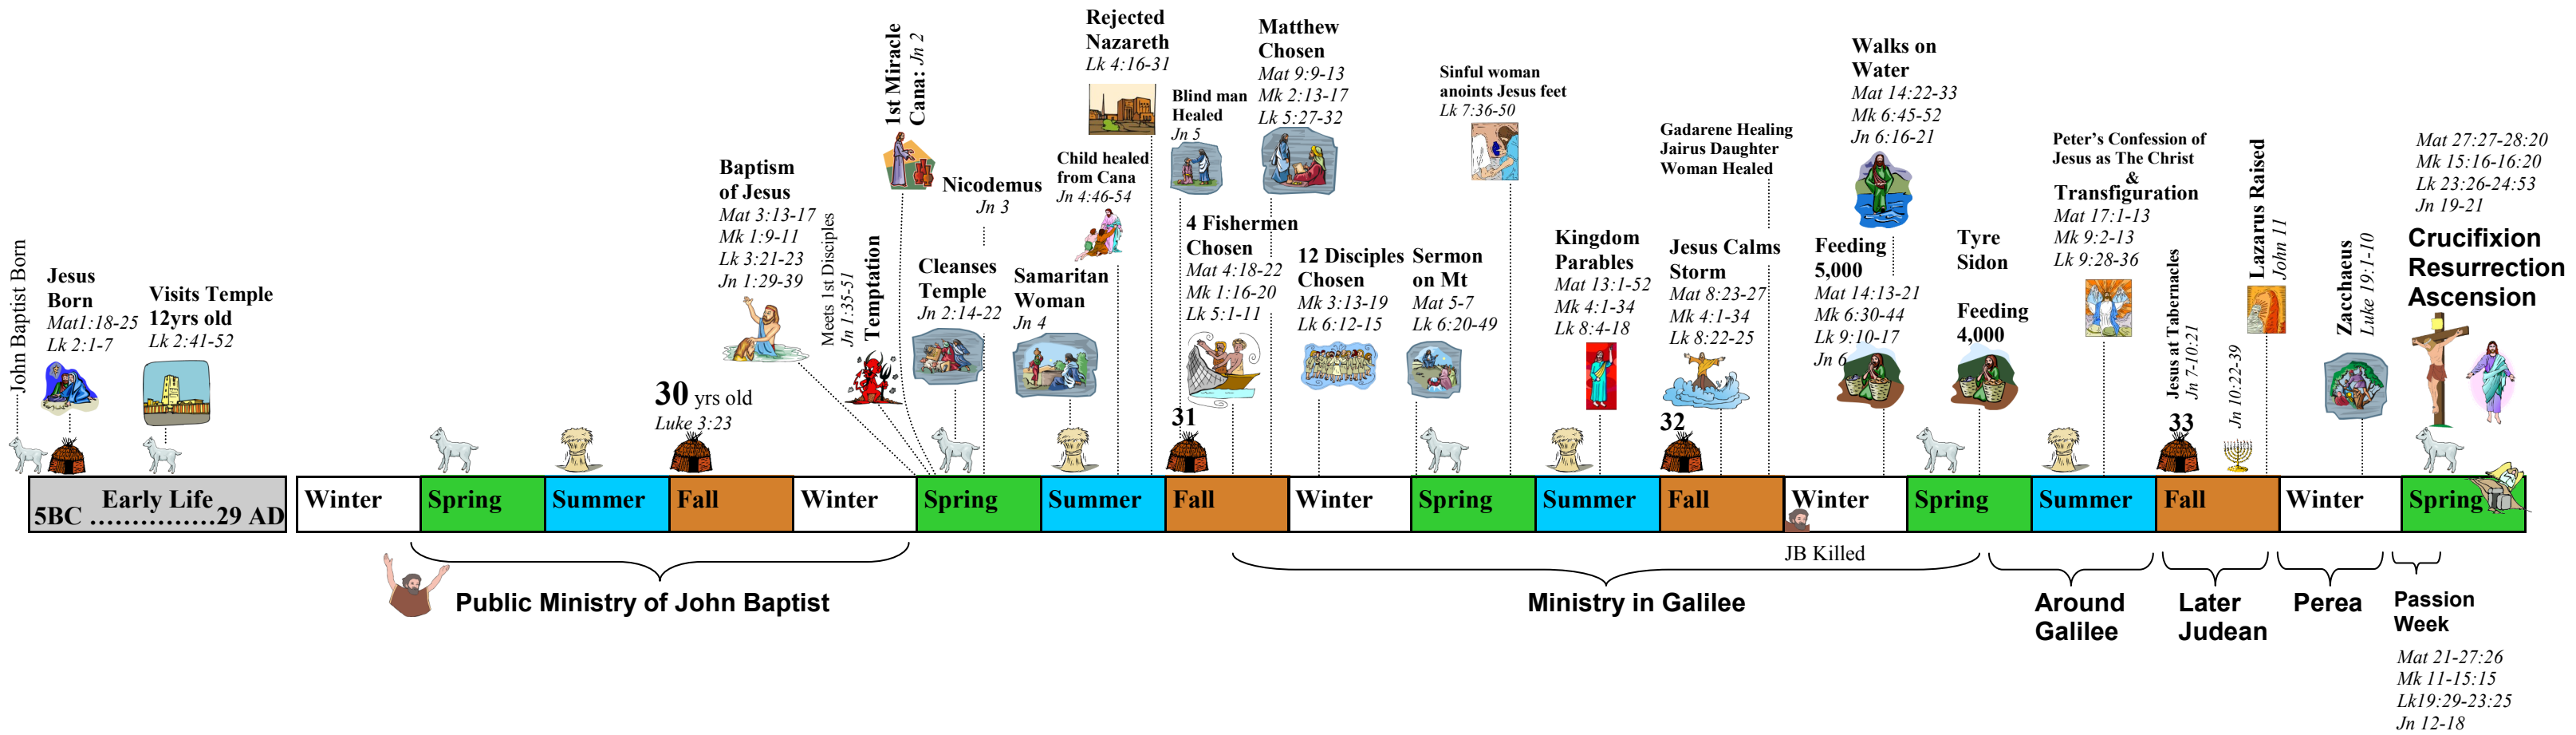 John Baptist Born
Jesus
Born
Mat1:18-25
Lk 2:1-7
Visits Temple
12yrs old
Lk 2:41-52
30 yrs old
Luke 3:23
Baptism
of Jesus
Mat 3:13-17
Mk 1:9-11
Lk 3:21-23
Jn 1:29-39
Meets 1st Disciples
Jn 1:35-51
Temptation
1st Miracle
Cana: Jn 2
Nicodemus
Jn 3
Cleanses
Temple
Jn 2:14-22
Samaritan
Woman
Jn 4
Rejected
Nazareth
Lk 4:16-31
Child healed
from Cana
Jn 4:46-54
Blind man
Healed
Jn 5
Matthew
Chosen
Mat 9:9-13
Mk 2:13-17
Lk 5:27-32
4 Fishermen
Chosen
Mat 4:18-22
Mk 1:16-20
Lk 5:1-11
31
12 Disciples
Chosen
Mk 3:13-19
Lk 6:12-15
Sermon
on Mt
Mat 5-7
Lk 6:20-49
Sinful woman
anoints Jesus feet
Lk 7:36-50
Kingdom
Parables
Mat 13:1-52
Mk 4:1-34
Lk 8:4-18
Gadarene Healing
Jairus Daughter
Woman Healed
Jesus Calms
Storm
Mat 8:23-27
Mk 4:1-34
Lk 8:22-25
32
Walks on
Water
Mat 14:22-33
Mk 6:45-52
Jn 6:16-21
Feeding
5,000
Mat 14:13-21
Mk 6:30-44
Lk 9:10-17
Jn 6
Tyre
Sidon
Feeding
4,000
Peter's Confession of
Jesus as The Christ
&
Transfiguration
Mat 17:1-13
Mk 9:2-13
Lk 9:28-36
Jesus at Tabernacles
Jn 7-10:21
33
Jn 10:22-39
Lazarus Raised
John 11
Zacchaeus
Luke 19:1-10
Mat 27:27-28:20
Mk 15:16-16:20
Lk 23:26-24:53
Jn 19-21
Crucifixion
Resurrection
Ascension
Early Life
5BC ...............29 AD
Winter
Spring
Summer
Fall
Winter
Spring
Summer
Fall
Winter
Spring
Summer
Fall
Winter
Spring
Summer
Fall
Winter
Spring
JB Killed
Public Ministry of John Baptist
Ministry in Galilee
Around
Galilee
Later
Judean
Perea
Passion
Week
Mat 21-27:26
Mk 11-15:15
Lk19:29-23:25
Jn 12-18